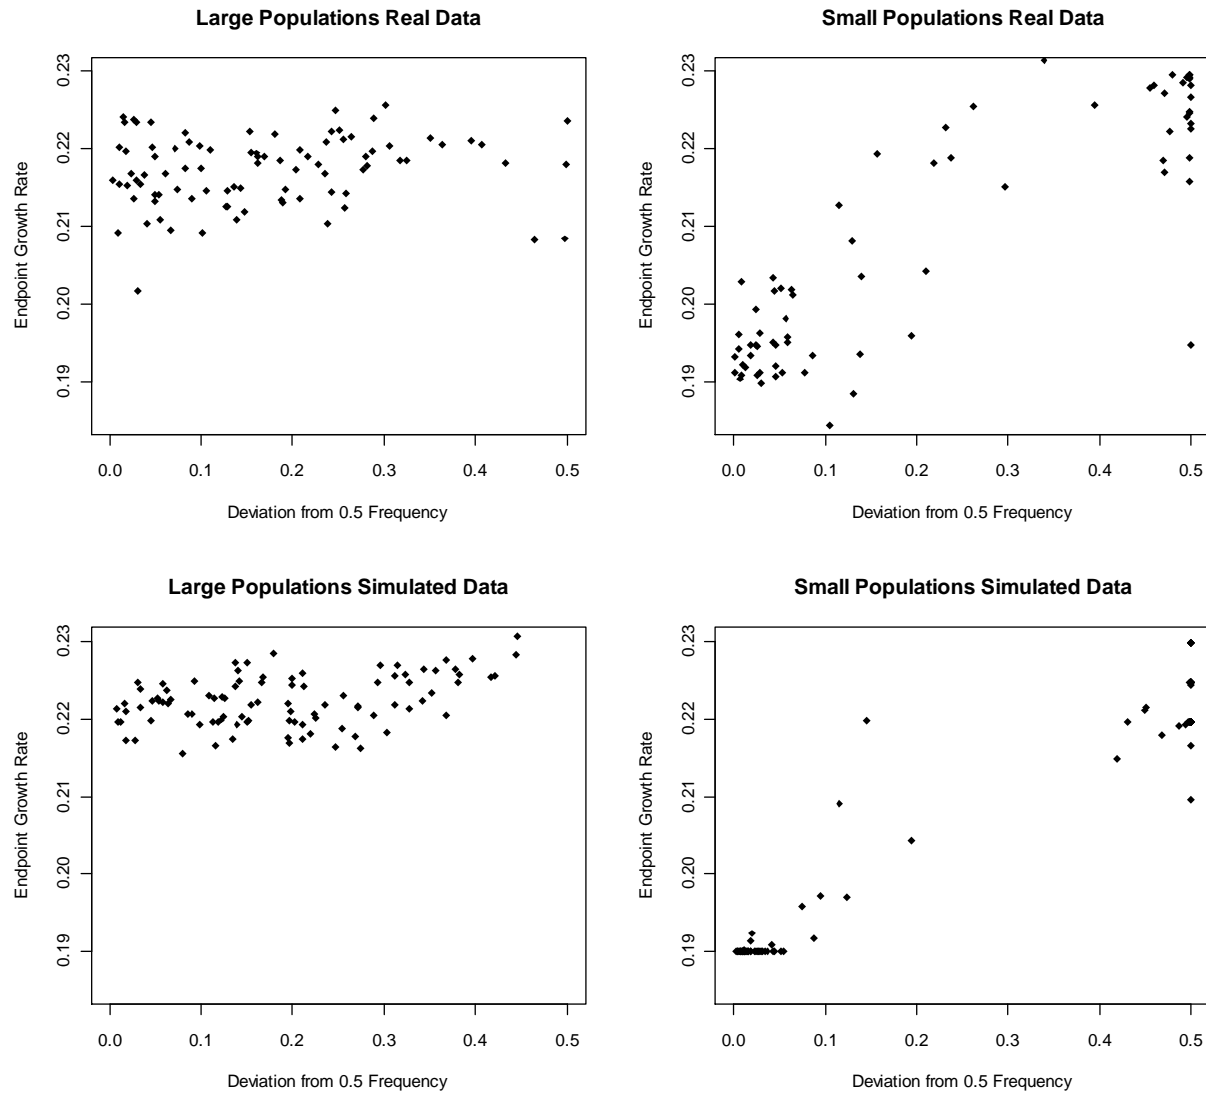 Large Populations Real Data
Endpoint Growth Rate
0.23
0.22
0.21
0.20
0.19
0.0 0.1 0.2 0.3 0.4 0.5
Deviation from 0.5 Frequency
Small Populations Real Data
Endpoint Growth Rate
0.23
0.22
0.21
0.20
0.19
0.0 0.1 0.2 0.3 0.4 0.5
Deviation from 0.5 Frequency
Large Populations Simulated Data
Endpoint Growth Rate
0.23
0.22
0.21
0.20
0.19
0.0 0.1 0.2 0.3 0.4 0.5
Deviation from 0.5 Frequency
Small Populations Simulated Data
Endpoint Growth Rate
0.23
0.22
0.21
0.20
0.19
0.0 0.1 0.2 0.3 0.4 0.5
Deviation from 0.5 Frequency